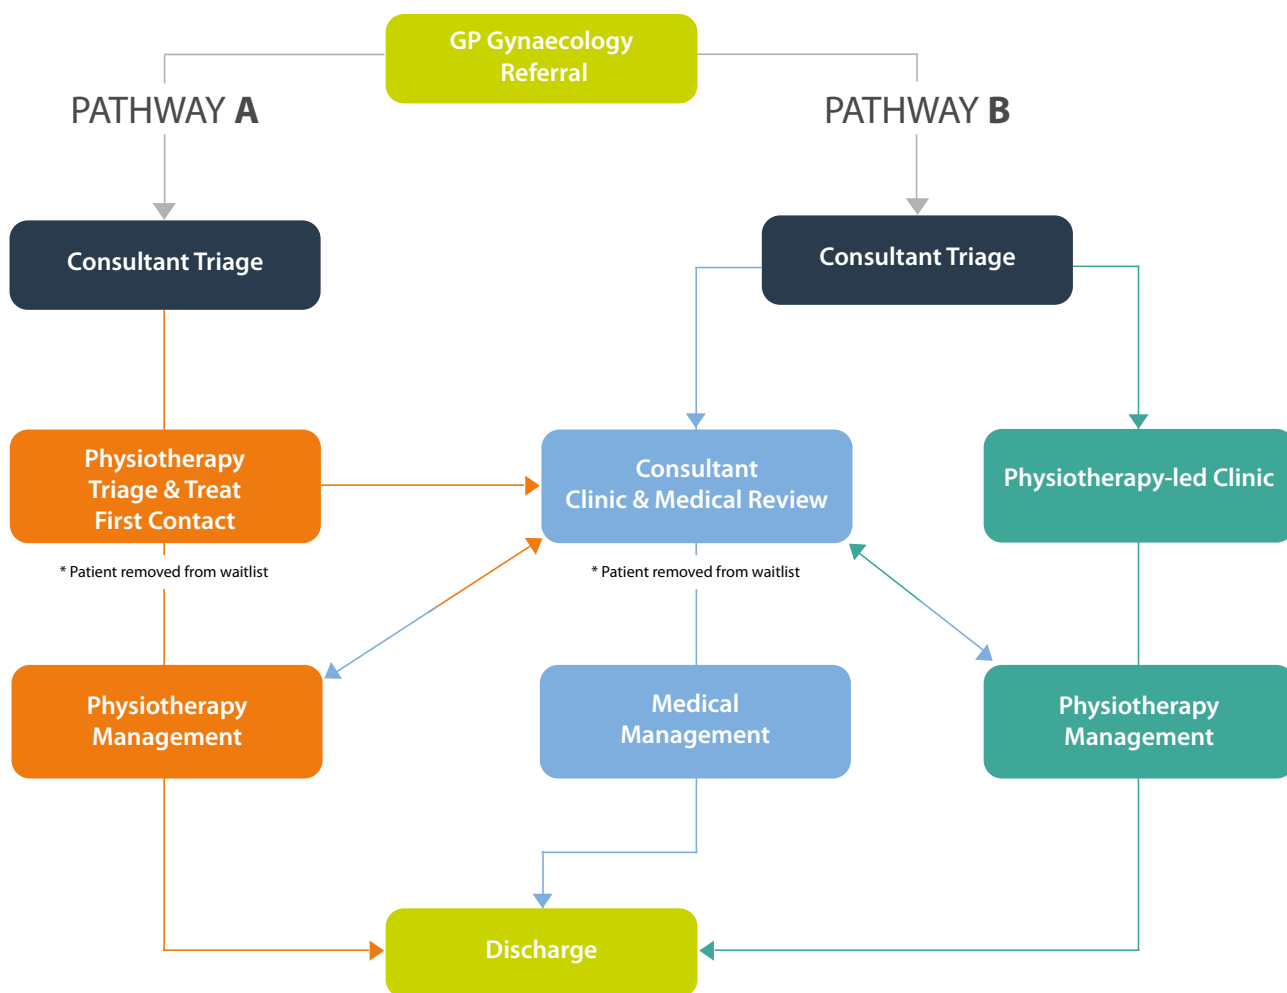 GP Gynaecology
Referral
PATHWAY A
PATHWAY B
Consultant Triage
Consultant Triage
Physiotherapy
Triage & Treat
First Contact
Consultant
Clinic & Medical Review
Physiotherapy-led Clinic
* Patient removed from waitlist
* Patient removed from waitlist
Physiotherapy
Management
Medical
Management
Physiotherapy
Management
Discharge